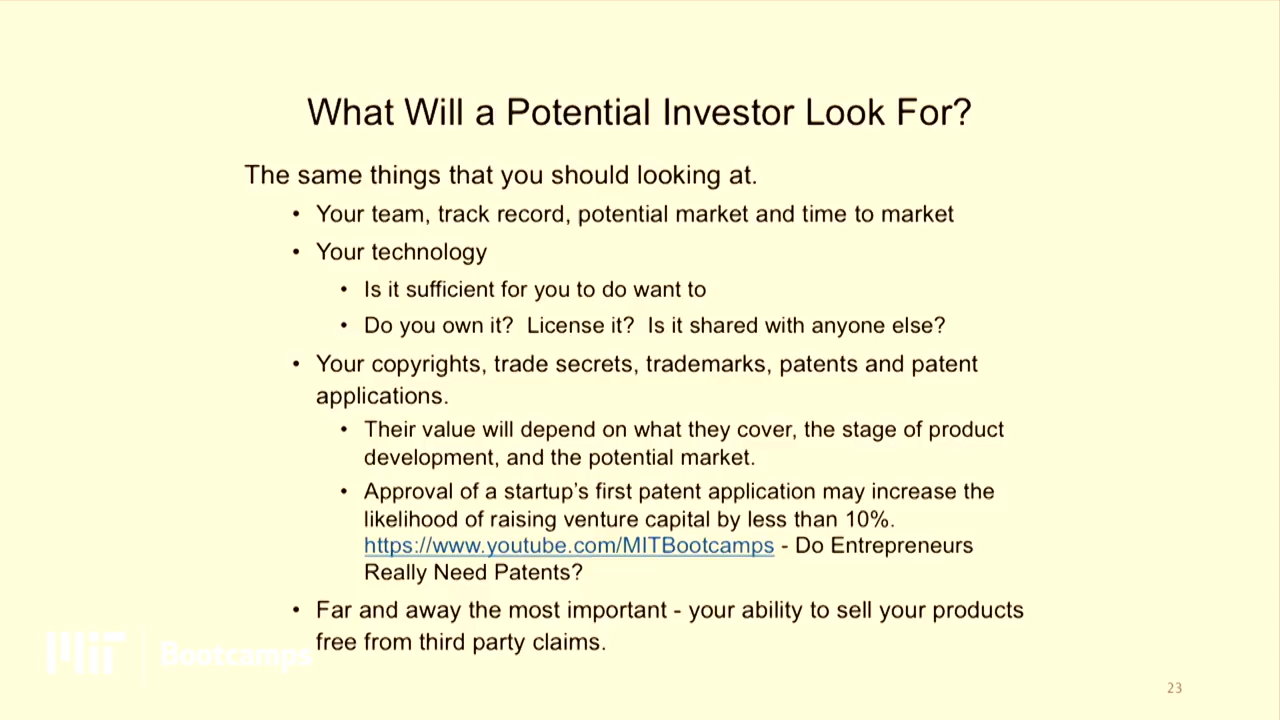 What Will a Potential Investor Look For?
The same things that you should looking at.
• Your team, track record, potential market and time to market
• Your technology
• Is it sufficient for you to do want to
• Do you own it? License it? Is it shared with anyone else?
• Your copyrights, trade secrets, trademarks, patents and patent
applications.
• Their value will depend on what they cover, the stage of product
development, and the potential market.
• Approval of a startup’s first patent application may increase the
likelihood of raising venture capital by less than 10%.
https://www.youtube.com/MITBootcamps - Do Entrepreneurs
Really Need Patents?
• Far and away the most important - your ability to sell your products
free from third party claims.
MIT Bootcamps
23